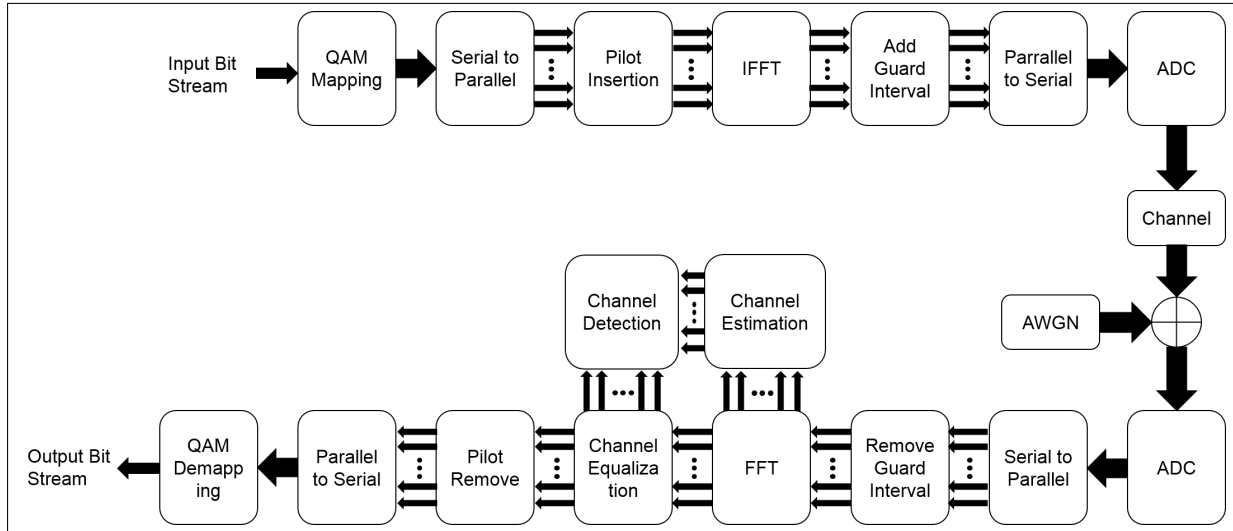 Input Bit
Stream
QAM
Mapping
Serial to
Parallel
Pilot
Insertion
IFFT
Add
Guard
Interval
Parrallel
to Serial
ADC
Channel
AWGN
Channel
Detection
Channel
Estimation
Output Bit
Stream
QAM
Demapp
ing
Parallel
to Serial
Pilot
Remove
Channel
Equaliza
tion
FFT
Remove
Guard
Interval
Serial to
Parallel
ADC